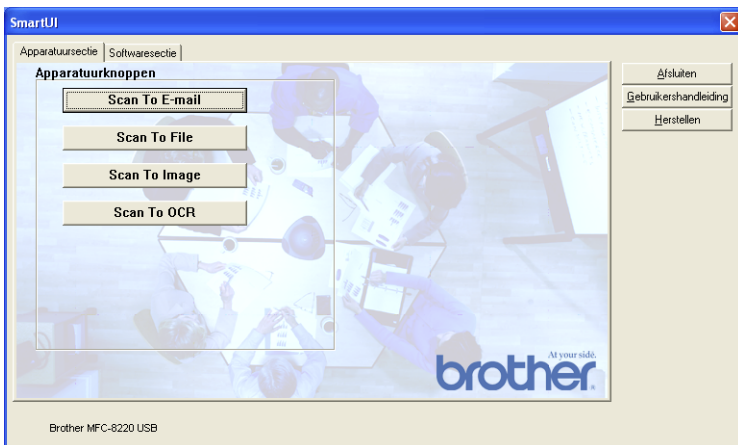 SmartUI
Apparatuursectie
Softwaresectie
Apparatuurknoppen
Scan To E-mail
Scan To File
Scan To Image
Scan To OCR
Afsluiten
Gebruikershandleiding
Herstellen
At your side.
brother
Brother MFC-8220 USB